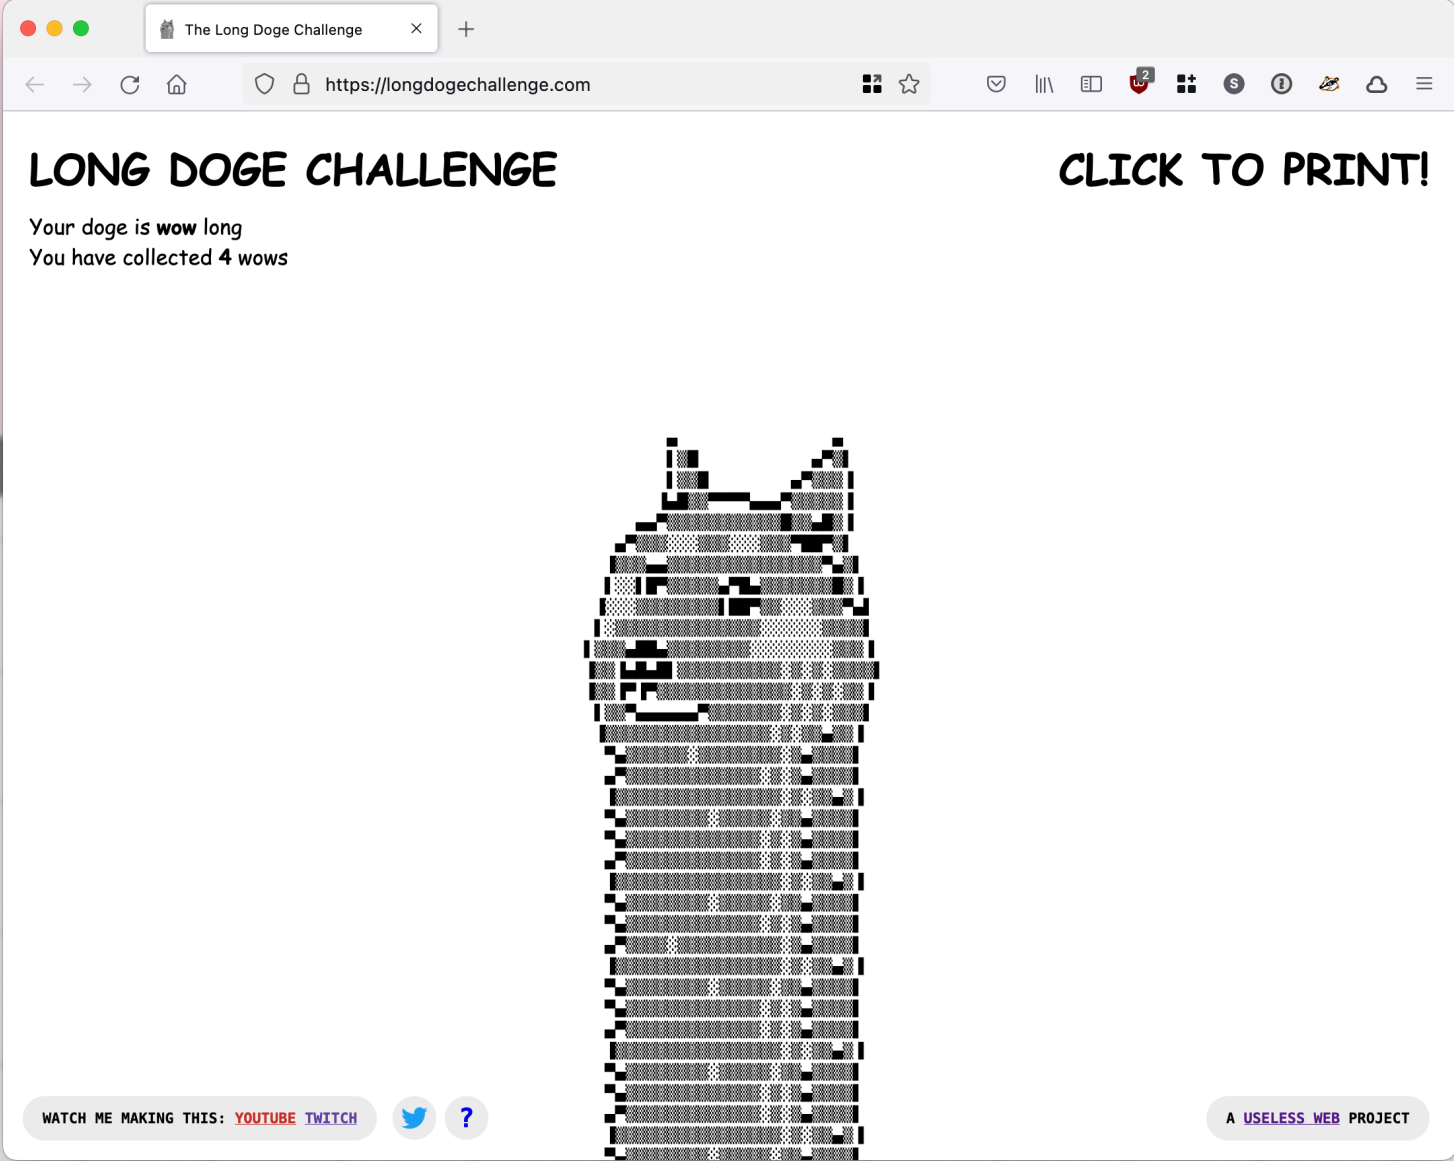 The Long Doge Challenge
https://longdogechallenge.com
2
S
LONG DOGE CHALLENGE
CLICK TO PRINT!
Your doge is wow long
You have collected 4 wows
WATCH ME MAKING THIS: YOUTUBE TWITCH
?
A USELESS WEB PROJECT